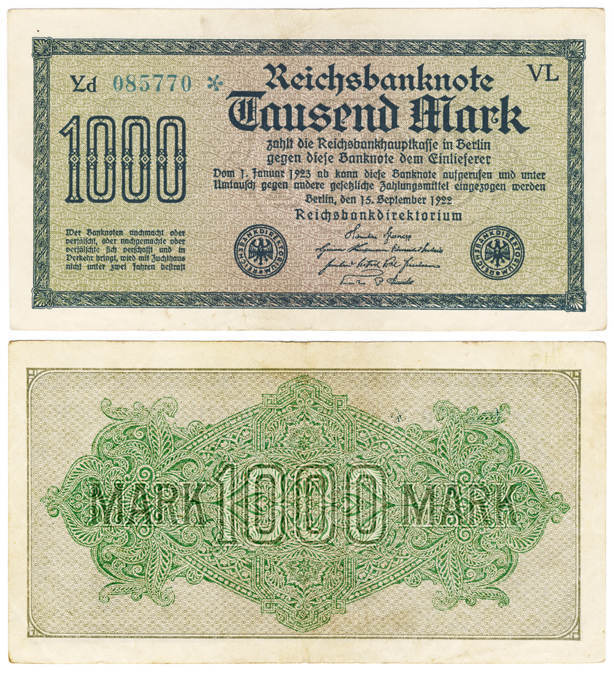 Yd 085770 *
VL
Reichsbanknote
Tausend Mark
1000
zahlt die Reichsbankhauptkasse in Berlin
gegen diese Banknote dem Einlieferer
Vom 1. Januar 1923 ab kann diese Banknote aufgerufen und unter
Umtausch gegen andere gesetzliche Zahlungsmittel eingezogen werden
Berlin, den 15. September 1922
Reichsbankdirektorium
Wer Banknoten nachmacht oder
verfälscht, oder nachgemachte oder
verfälschte sich verschafft und in
Verkehr bringt, wird mit Zuchthaus
nicht unter zwei Jahren bestraft
REICHSBANKDIREKTORIUM
REICHSBANKDIREKTORIUM
MARK 1000 MARK